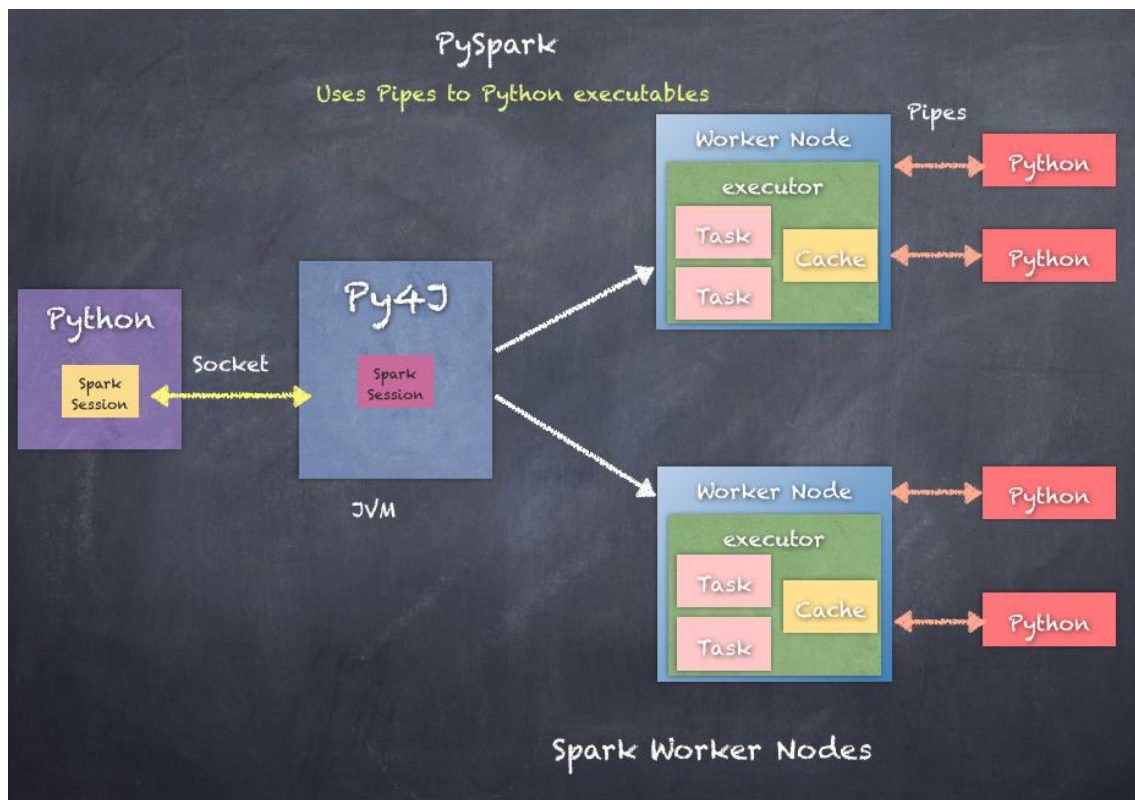 PySpark
Uses Pipes to Python executables
Pipes
Worker Node
executor
Task
Cache
Task
Python
Python
Python
Spark
Session
Socket
Py4J
Spark
Session
JVM
Worker Node
executor
Task
Cache
Task
Python
Python
Spark Worker Nodes